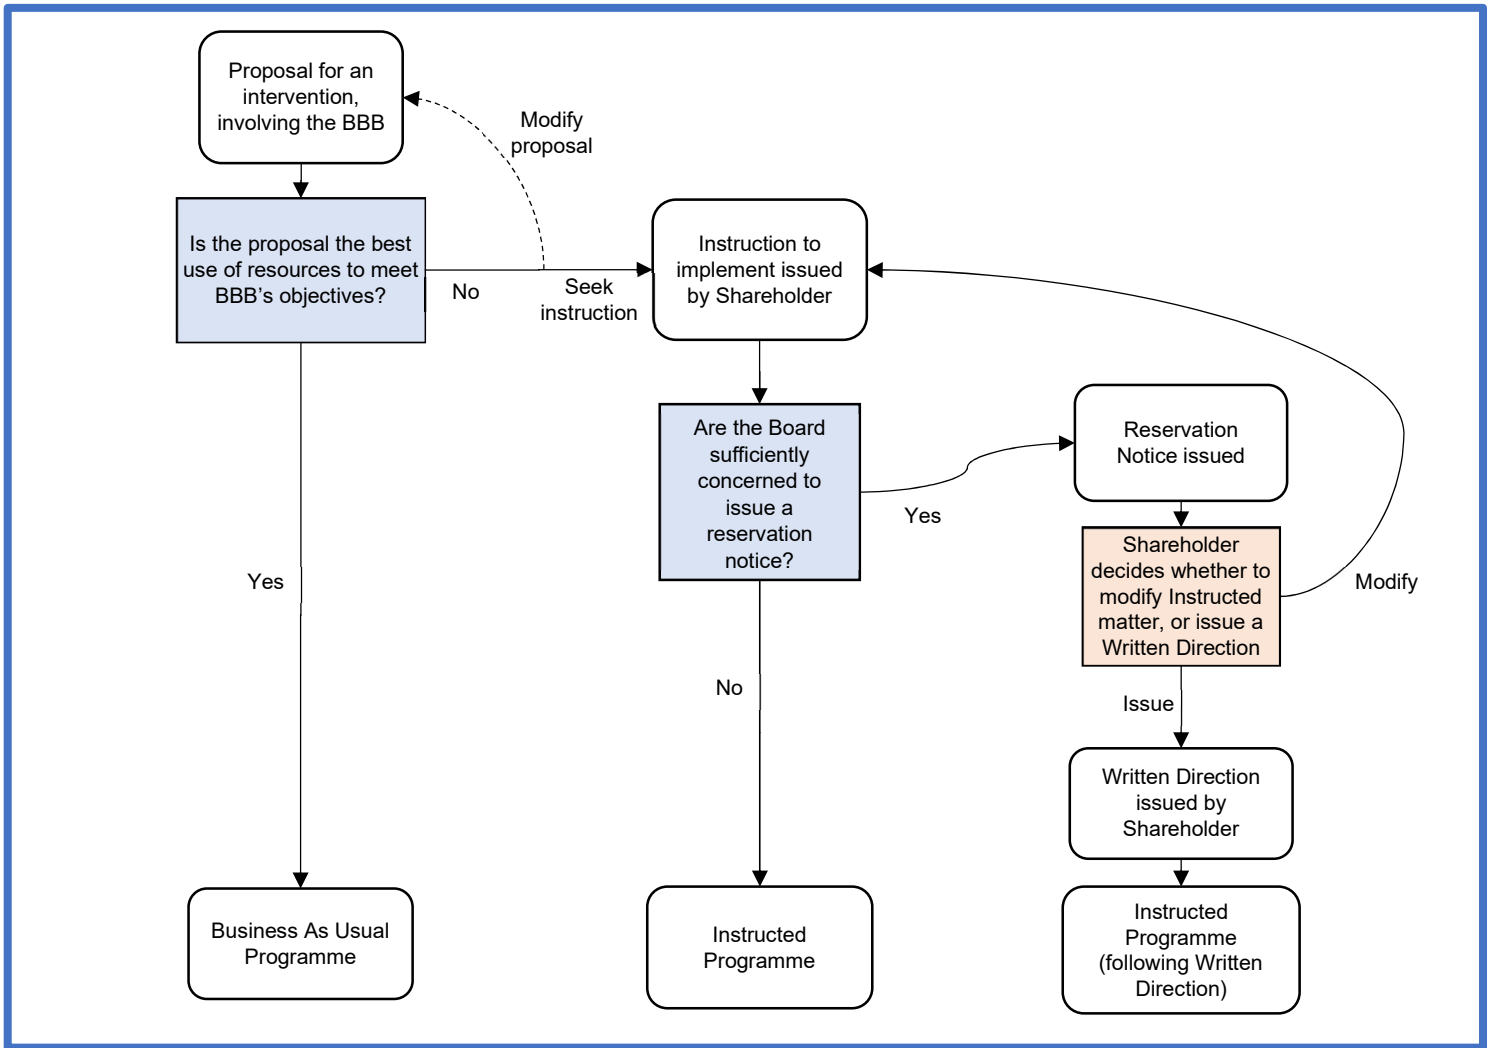 Proposal for an
intervention,
involving the BBB
Modify
proposal
Is the proposal the best
use of resources to meet
BBB’s objectives?
No
Seek
instruction
Instruction to
implement issued
by Shareholder
Are the Board
sufficiently
concerned to
issue a
reservation
notice?
Yes
Reservation
Notice issued
Shareholder
decides whether to
modify Instructed
matter, or issue a
Written Direction
Modify
Yes
No
Issue
Written Direction
issued by
Shareholder
Business As Usual
Programme
Instructed
Programme
Instructed
Programme
(following Written
Direction)